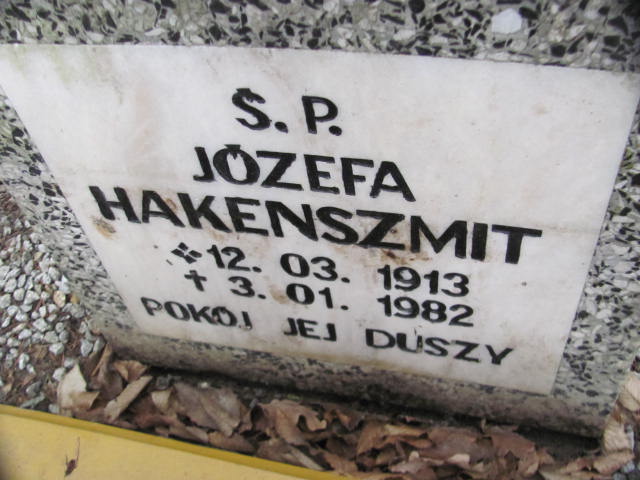 Ś. P.
JÓZEFA
HAKENSZMIT
* 12. 03. 1913
† 3. 01. 1982
POKÓJ JEJ DUSZY